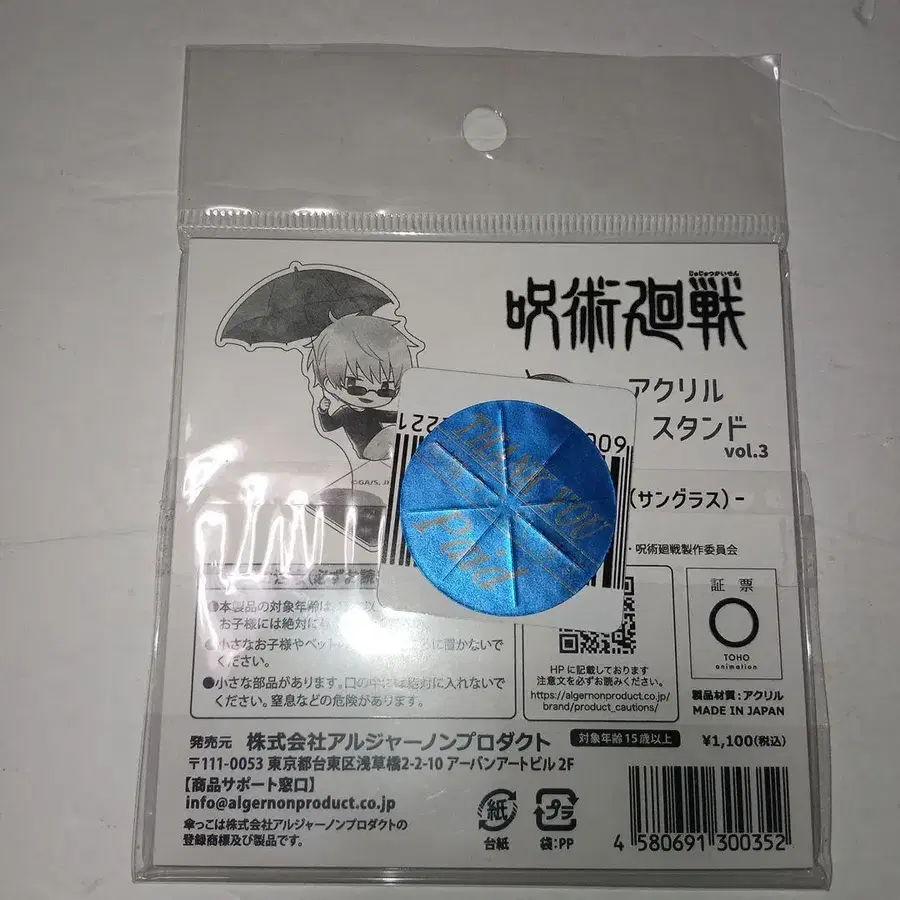 じゅじゅつかいせん
呪術廻戦
アクリル
スタンド
vol.3
(サングラス)-
・呪術廻戦製作委員会
©GA/S, J
1222
009
THANK YOU
Paid
●本製品の対象年齢は、15
お子様には絶対に
●小さなお子様やペット に置かないで
ください。
●小さな部品があります。口の中には絶対に入れないで
ください。窒息などの危険があります。
HPに記載しております
注意文を必ずお読みください。
https://algernonproduct.co.jp/
brand/product_cautions/
証票
TOHO
animation
製品材質：アクリル
MADE IN JAPAN
発売元 株式会社アルジャーノンプロダクト
対象年齢15歳以上
¥1,100(税込)
〒111-0053 東京都台東区浅草橋2-2-10 アーバンアートビル 2F
【商品サポート窓口】
info@algernonproduct.co.jp
傘っこは株式会社アルジャーノンプロダクトの
登録商標及び製品です。
紙
台紙
プラ
袋：PP
4 580691 300352